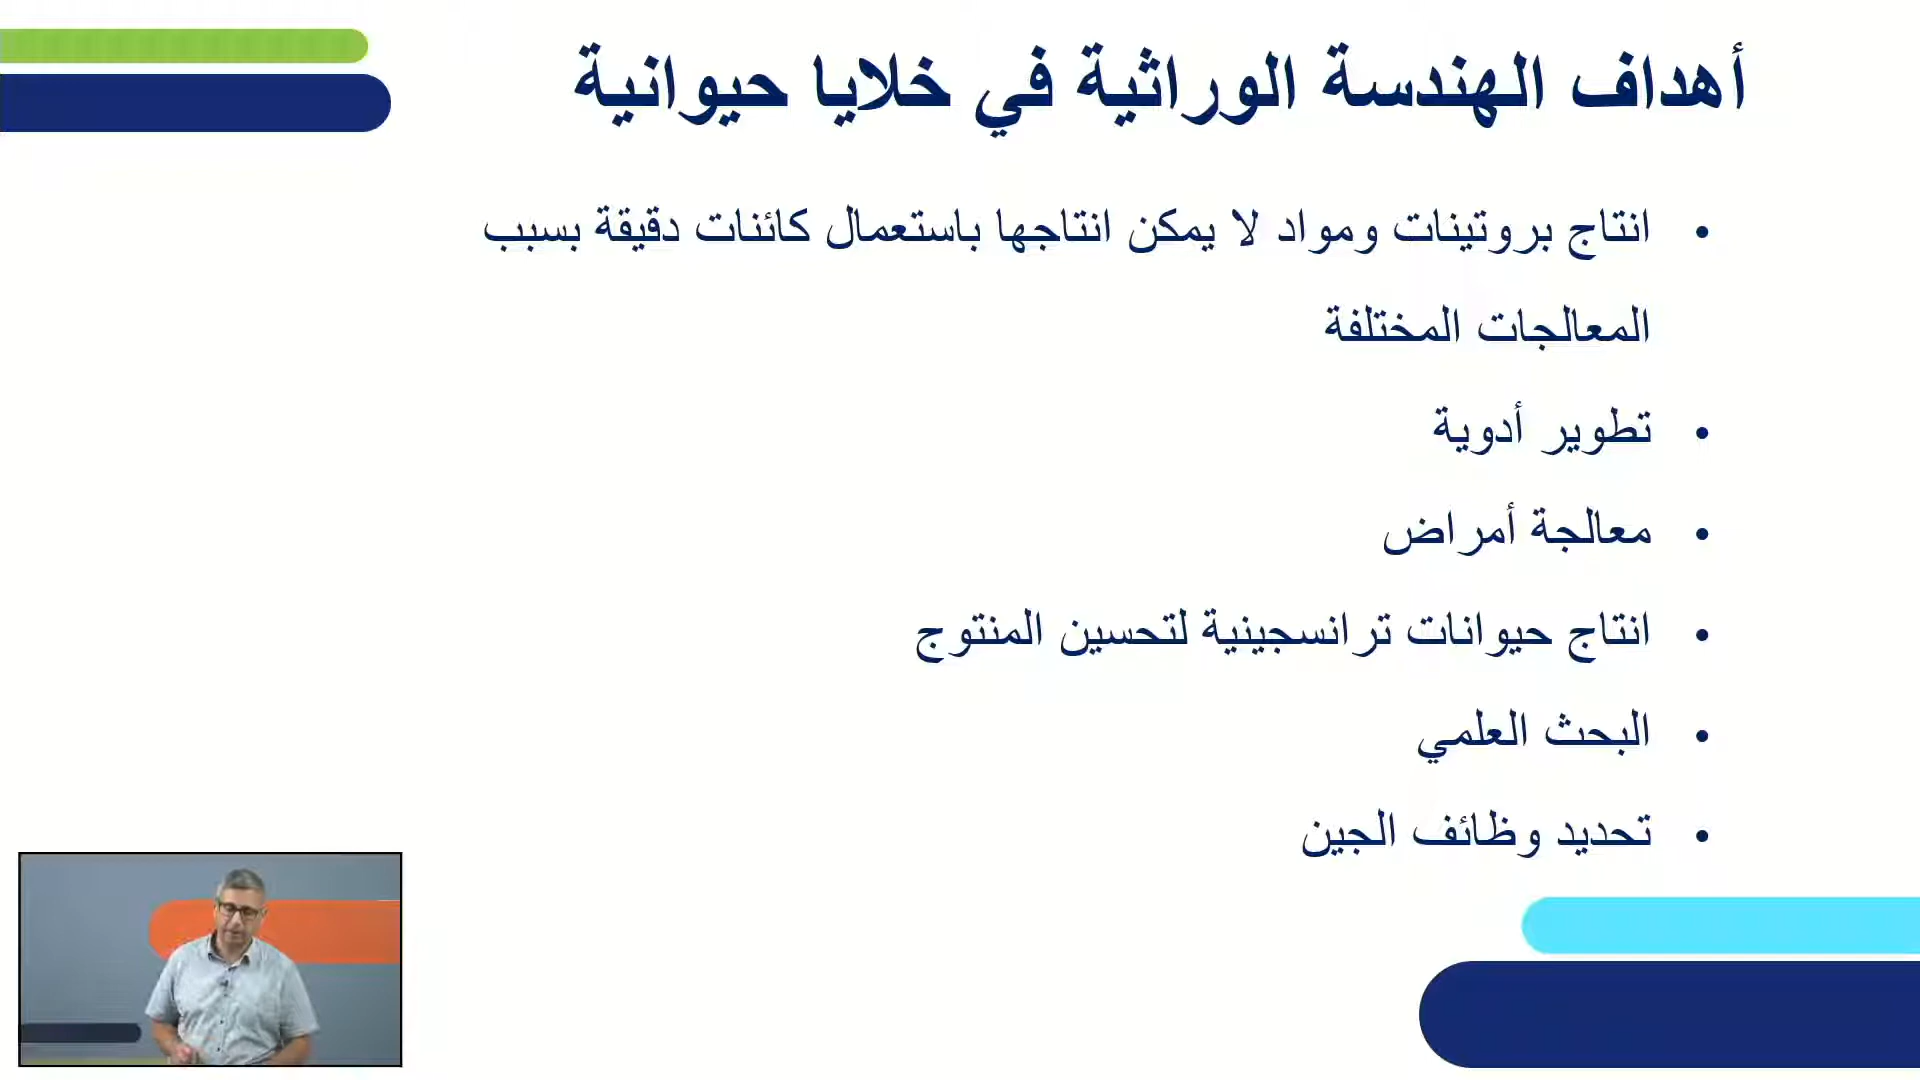 أهداف الهندسة الوراثية في خلايا حيوانية
• انتاج بروتينات ومواد لا يمكن انتاجها باستعمال كائنات دقيقة بسبب
المعالجات المختلفة
• تطوير أدوية
• معالجة أمراض
• انتاج حيوانات ترانسجينية لتحسين المنتوج
• البحث العلمي
• تحديد وظائف الجين